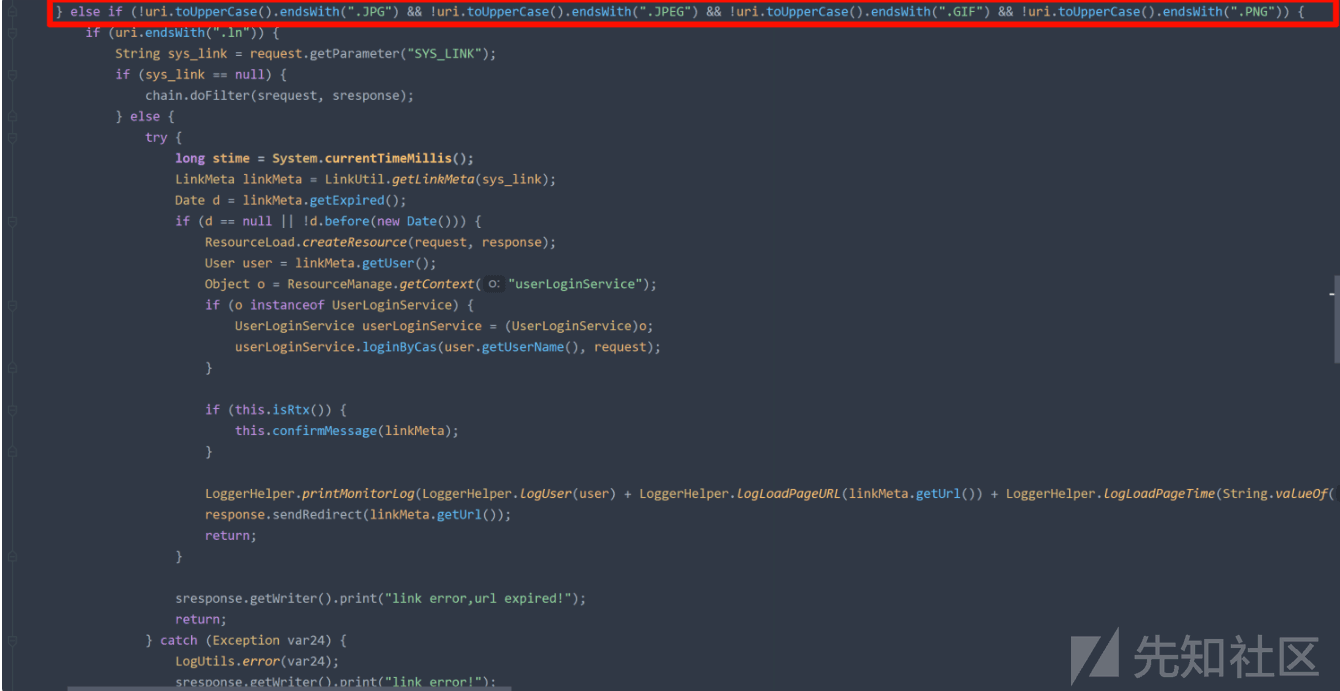 } else if (!uri.toUpperCase().endsWith(".JPG") && !uri.toUpperCase().endsWith(".JPEG") && !uri.toUpperCase().endsWith(".GIF") && !uri.toUpperCase().endsWith(".PNG")) {
if (uri.endsWith(".ln")) {
String sys_link = request.getParameter("SYS_LINK");
if (sys_link == null) {
chain.doFilter(srequest, sresponse);
} else {
try {
long stime = System.currentTimeMillis();
LinkMeta linkMeta = LinkUtil.getLinkMeta(sys_link);
Date d = linkMeta.getExpired();
if (d == null || !d.before(new Date())) {
ResourceLoad.createResource(request, response);
User user = linkMeta.getUser();
Object o = ResourceManage.getContext( o: "userLoginService");
if (o instanceof UserLoginService) {
UserLoginService userLoginService = (UserLoginService)o;
userLoginService.loginByCas(user.getUserName(), request);
}
if (this.isRtx()) {
this.confirmMessage(linkMeta);
}
LoggerHelper.printMonitorLog(LoggerHelper.logUser(user) + LoggerHelper.logLoadPageURL(linkMeta.getUrl()) + LoggerHelper.logLoadPageTime(String.valueOf(
response.sendRedirect(linkMeta.getUrl());
return;
}
sresponse.getWriter().print("link error,url expired!");
return;
} catch (Exception var24) {
LogUtils.error(var24);
sresponse.getWriter().print("link error!");
先知社区